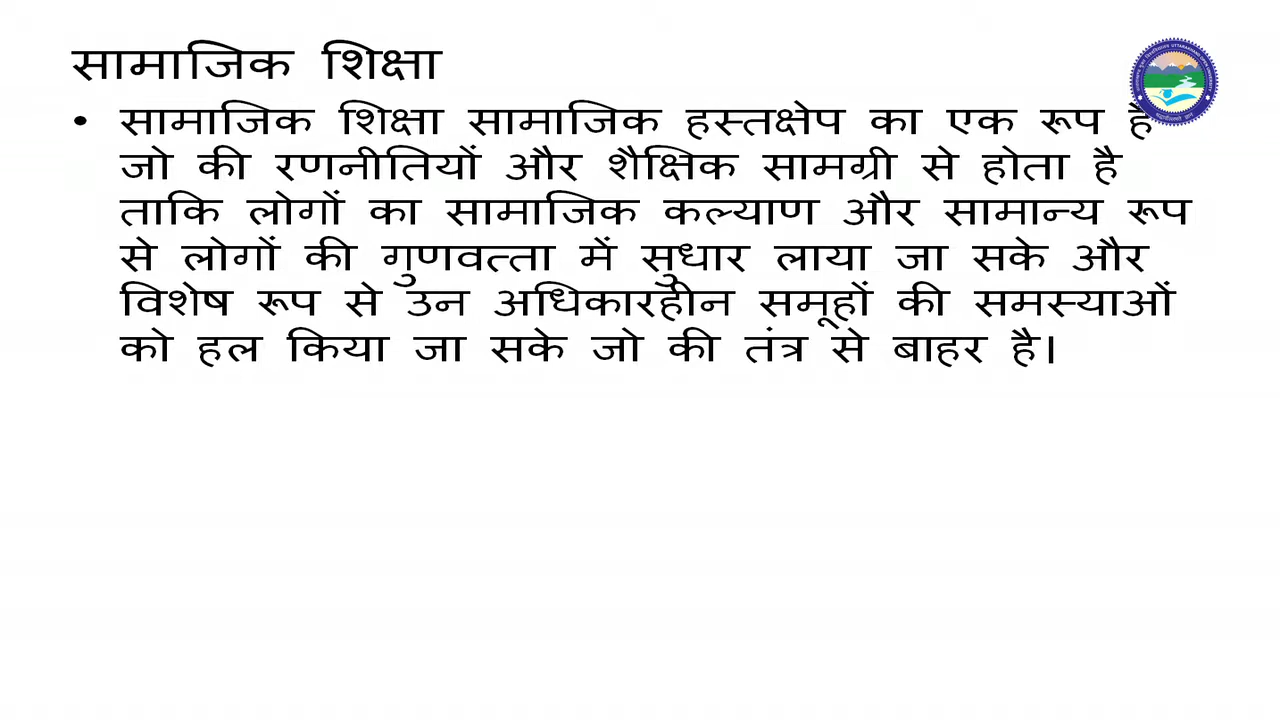 सामाजिक शिक्षा
• सामाजिक शिक्षा सामाजिक हस्तक्षेप का एक रूप है
जो की रणनीतियों और शैक्षिक सामग्री से होता है
ताकि लोगों का सामाजिक कल्याण और सामान्य रूप
से लोगों की गुणवत्ता में सुधार लाया जा सके और
विशेष रूप से उन अधिकारहीन समूहों की समस्याओं
को हल किया जा सके जो की तंत्र से बाहर है।